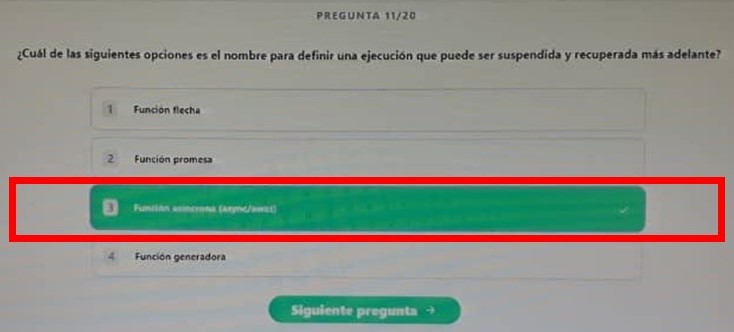 PREGUNTA 11/20
¿Cuál de las siguientes opciones es el nombre para definir una ejecución que puede ser suspendida y recuperada más adelante?
1 Función flecha
2 Función promesa
3 Función asíncrona (async/await)
4 Función generadora
Siguiente pregunta →